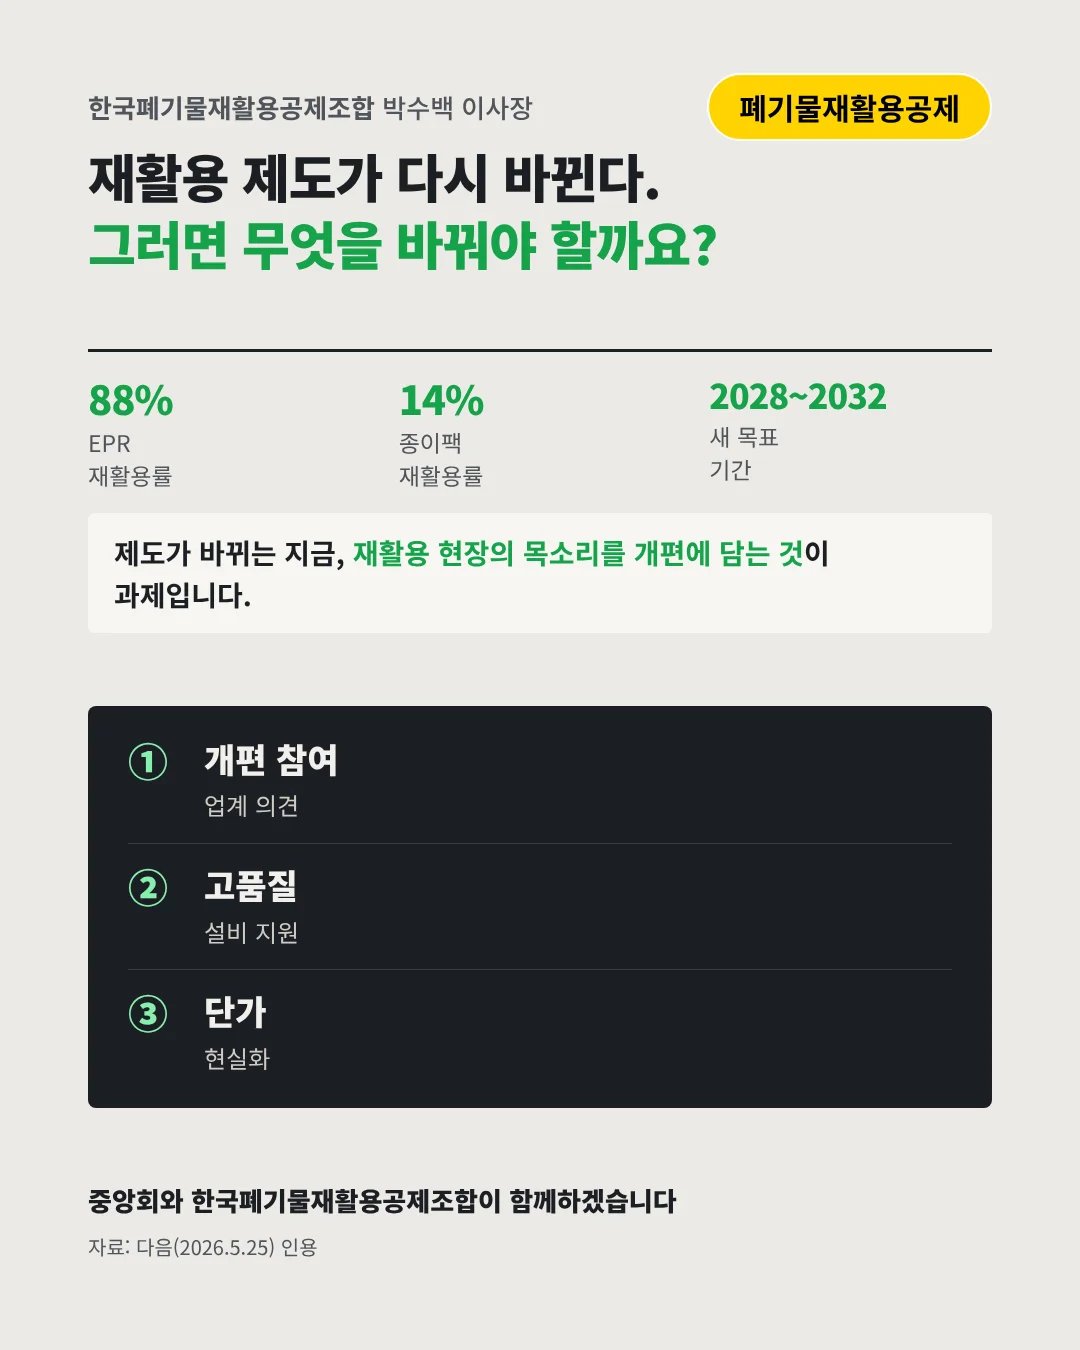 한국폐기물재활용공제조합 박수백 이사장
폐기물재활용공제
재활용 제도가 다시 바뀐다.
그러면 무엇을 바꿔야 할까요?
88%
EPR
재활용률
14%
종이팩
재활용률
2028~2032
새 목표
기간
제도가 바뀌는 지금, 재활용 현장의 목소리를 개편에 담는 것이
과제입니다.
① 개편 참여
업계 의견
② 고품질
설비 지원
③ 단가
현실화
중앙회와 한국폐기물재활용공제조합이 함께하겠습니다
자료: 다음(2026.5.25) 인용